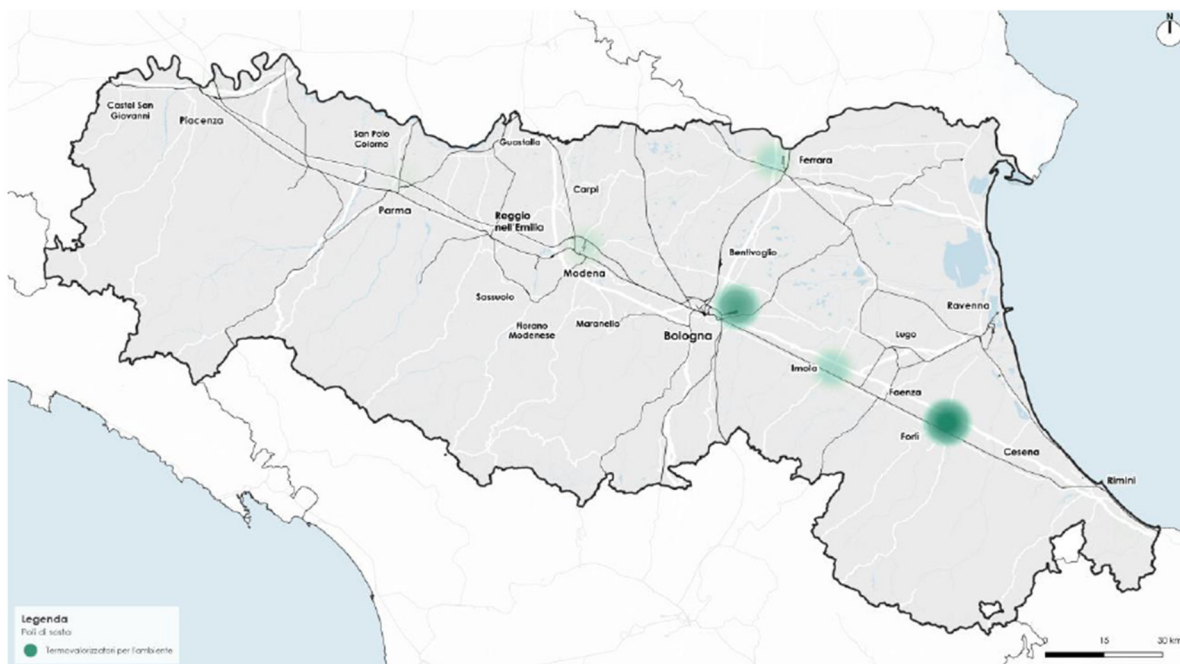 N
Castel San
Giovanni
Piacenza
San Polo
Colorno
Guastalla
Ferrara
Carpi
Parma
Reggio
nell'Emilia
Bentivoglio
Modena
Sassuolo
Ravenna
Fiorano
Modenese
Maranello
Bologna
Lugo
Imola
Faenza
Forlì
Cesena
Rimini
Legenda
Poli di sosta
Termovalorizzatori per l'ambiente
0 15 30 km